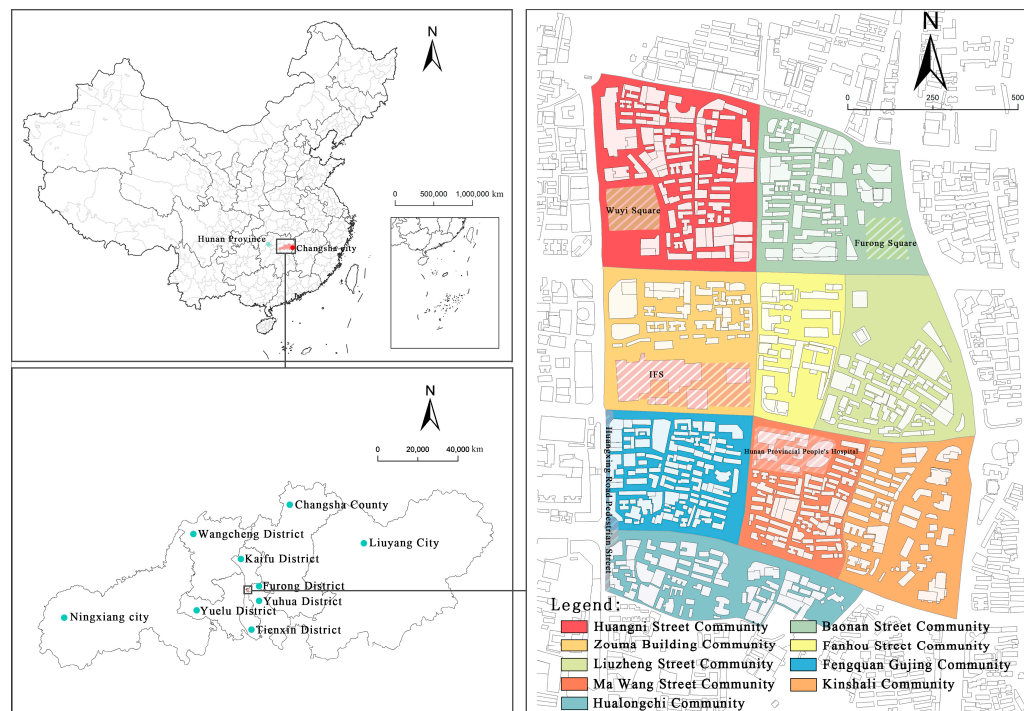 N
0 500,000 1,000,000 km
Hunan Province
Changsha city
N
0 20,000 40,000 km
Changsha County
Wangcheng District
Liuyang City
Kaifu District
Furong District
Yuhua District
Ningxiang city
Yuelu District
Tienxin District
N
0 250 500
Wuyi Square
Furong Square
IFS
Huangxing Road Pedestrian Street
Hunan Provincial People's Hospital
Legend:
Huangni Street Community
Baonan Street Community
Zouma Building Community
Fanhou Street Community
Liuzheng Street Community
Fengquan Gujing Community
Ma Wang Street Community
Kinshali Community
Hualongchi Community